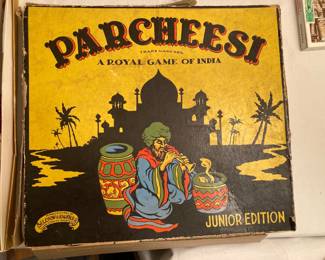 PARCHEESI
TRADE MARK REG.
A ROYAL GAME OF INDIA
JUNIOR EDITION